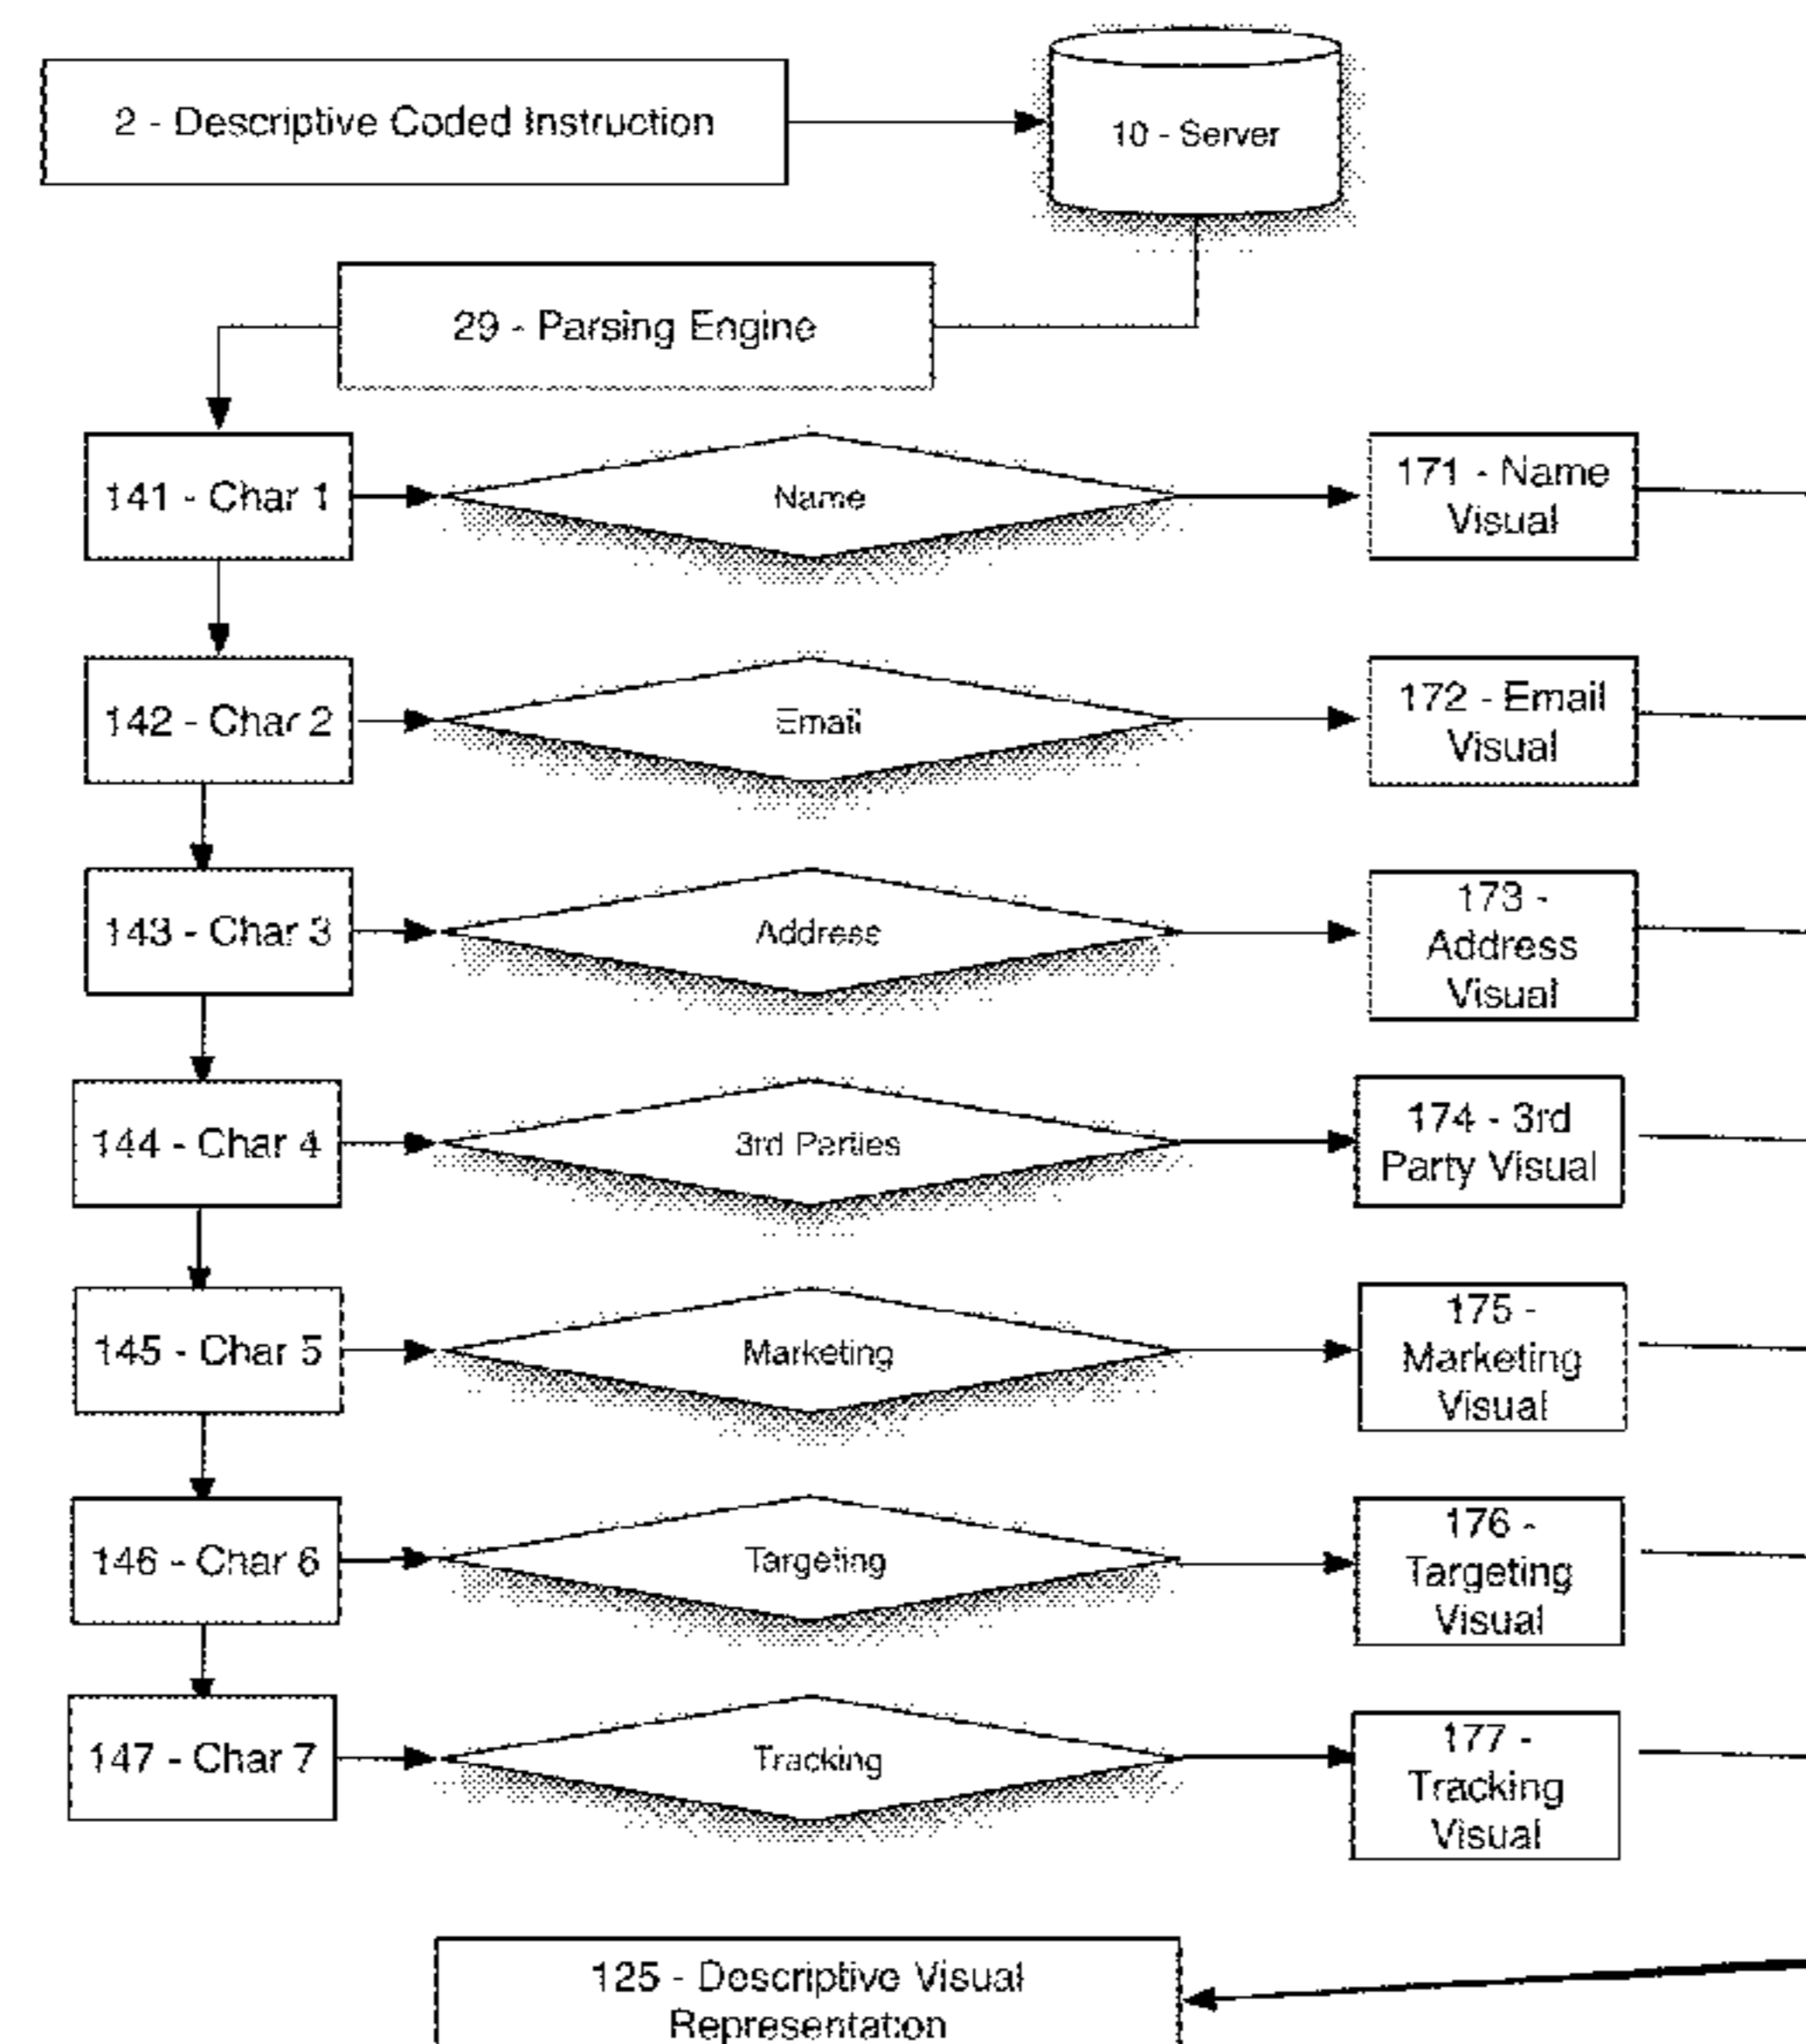 2 - Descriptive Coded Instruction
10 - Server
29 - Parsing Engine
141 - Char 1
Name
171 - Name
Visual
142 - Char 2
Email
172 - Email
Visual
143 - Char 3
Address
173 -
Address
Visual
144 - Char 4
3rd Parties
174 - 3rd
Party Visual
145 - Char 5
Marketing
175 -
Marketing
Visual
146 - Char 6
Targeting
176 -
Targeting
Visual
147 - Char 7
Tracking
177 -
Tracking
Visual
125 - Descriptive Visual
Representation